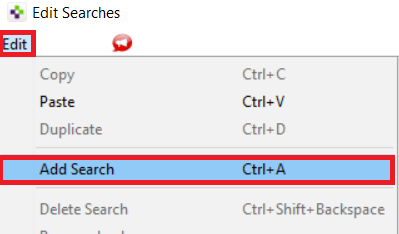 Edit Searches
Edit
Copy Ctrl+C
Paste Ctrl+V
Duplicate Ctrl+D
Add Search Ctrl+A
Delete Search Ctrl+Shift+Backspace